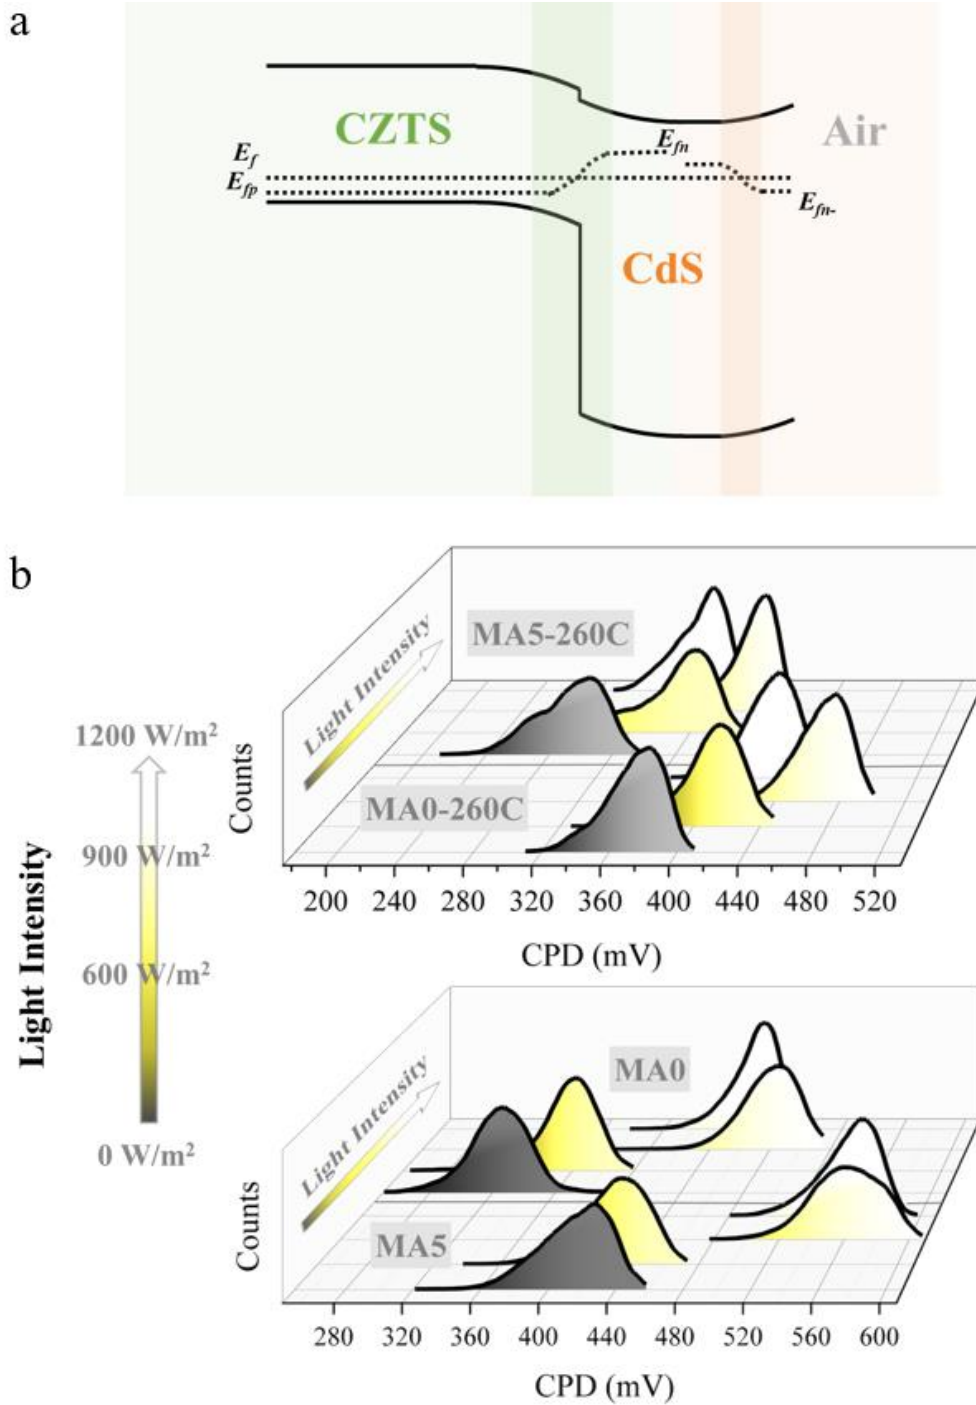 a
CZTS
Air
E_f
E_fn
E_fp
E_fn-
CdS
b
MA5-260C
Light Intensity
1200 W/m²
Counts
MA0-260C
900 W/m²
200 240 280 320 360 400 440 480 520
CPD (mV)
Light Intensity
600 W/m²
MA0
0 W/m²
Light Intensity
Counts
MA5
280 320 360 400 440 480 520 560 600
CPD (mV)